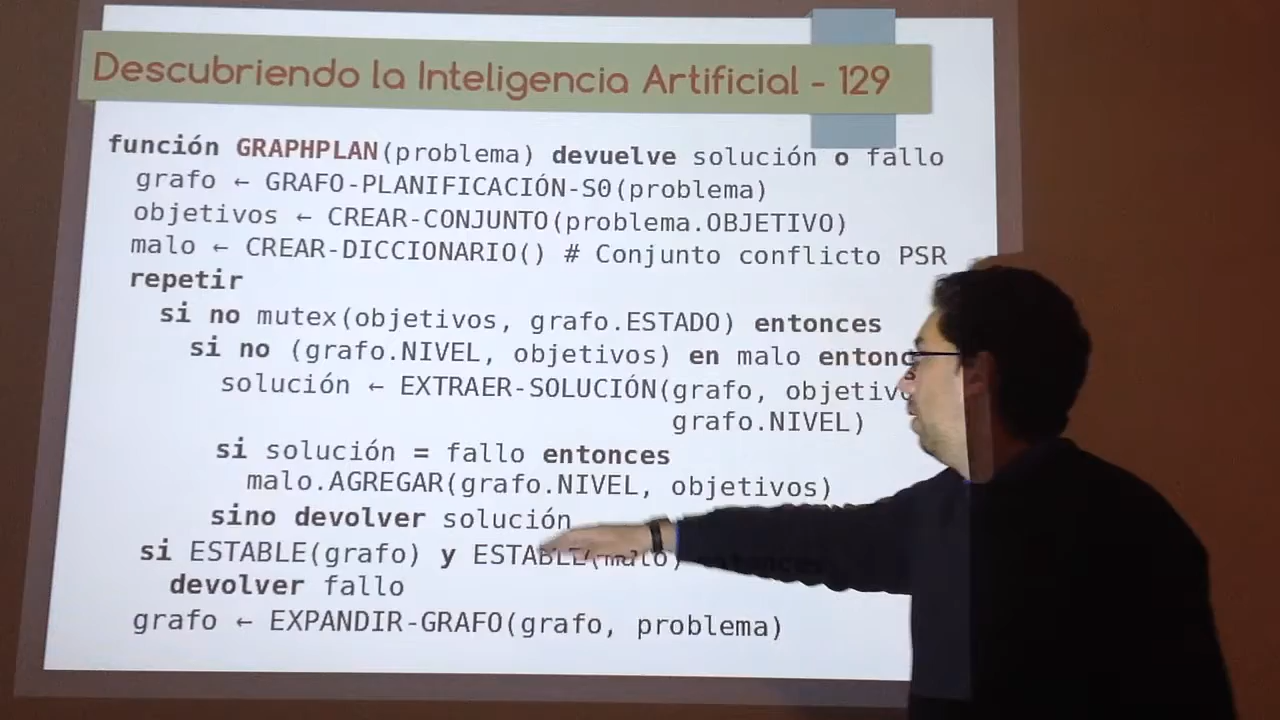 Descubriendo la Inteligencia Artificial - 129
función GRAPHPLAN(problema) devuelve solución o fallo
grafo ← GRAFO-PLANIFICACIÓN-S0(problema)
objetivos ← CREAR-CONJUNTO(problema.OBJETIVO)
malo ← CREAR-DICCIONARIO() # Conjunto conflicto PSR
repetir
si no mutex(objetivos, grafo.ESTADO) entonces
si no (grafo.NIVEL, objetivos) en malo
solución ← EXTRAER-SOLUCIÓN(grafo,
grafo.NIVEL)
si solución = fallo entonces
malo.AGREGAR(grafo.NIVEL, objetivos)
sino devolver solución
si ESTABLE(grafo) y ESTABLE(malo) entonces
devolver fallo
grafo ← EXPANDIR-GRAFO(grafo, problema)